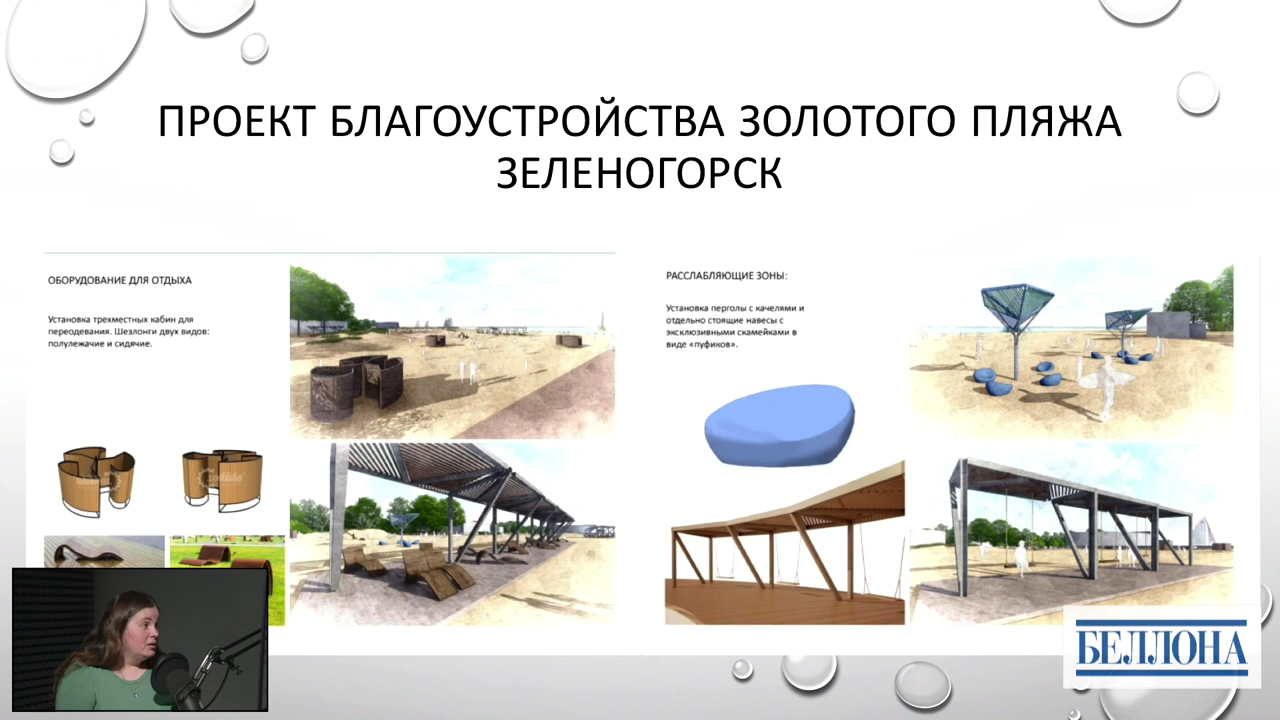 ПРОЕКТ БЛАГОУСТРОЙСТВА ЗОЛОТОГО ПЛЯЖА
ЗЕЛЕНОГОРСК
ОБОРУДОВАНИЕ ДЛЯ ОТДЫХА
Установка трехместных кабин для
переодевания. Шезлонги двух видов:
полулежачие и сидячие.
РАССЛАБЛЯЮЩИЕ ЗОНЫ:
Установка перголы с качелями и
отдельно стоящие навесы с
эксклюзивными скамейками в
виде «пуфиков».
БЕЛЛОНА